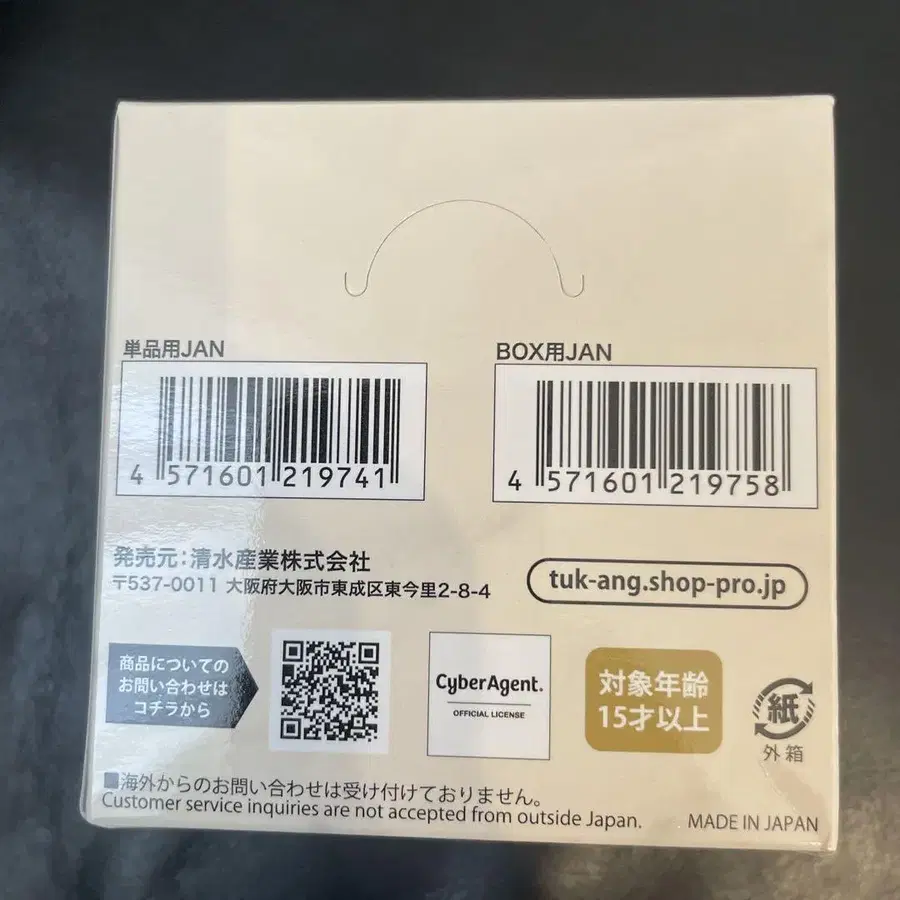 単品用JAN
4 571601 219741
BOX用JAN
4 571601 219758
発売元:清水産業株式会社
〒537-0011 大阪府大阪市東成区東今里2-8-4
tuk-ang.shop-pro.jp
商品についての
お問い合わせは
コチラから
CyberAgent.
OFFICIAL LICENSE
対象年齢
15才以上
紙
外箱
■海外からのお問い合わせは受け付けておりません。
Customer service inquiries are not accepted from outside Japan.
MADE IN JAPAN